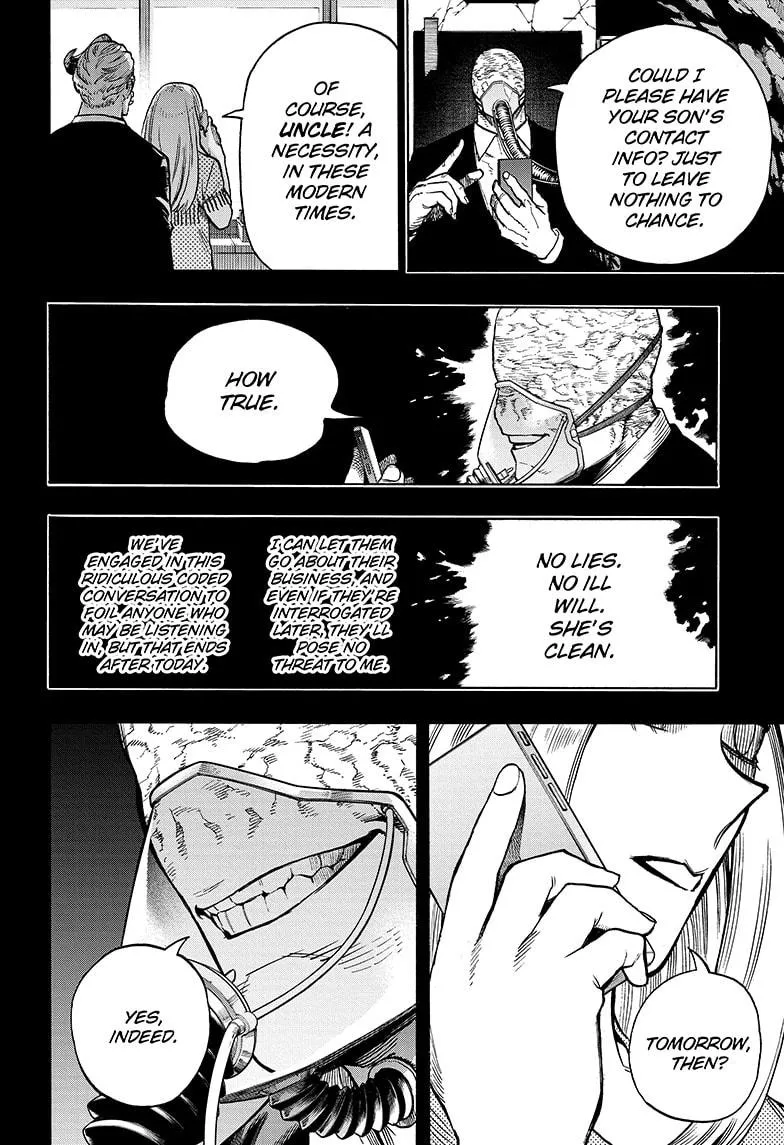 COULD I
PLEASE HAVE
YOUR SON'S
CONTACT
INFO? JUST
TO LEAVE
NOTHING TO
CHANCE.
OF
COURSE,
UNCLE! A
NECESSITY,
IN THESE
MODERN
TIMES.
HOW
TRUE.
NO LIES.
NO ILL
WILL.
SHE'S
CLEAN.
I CAN LET THEM
GO ABOUT THEIR
BUSINESS, AND
EVEN IF THEY'RE
INTERROGATED
LATER, THEY'LL
POSE NO
THREAT TO ME.
WE'VE
ENGAGED IN THIS
RIDICULOUS CODED
CONVERSATION TO
FOIL ANYONE WHO
MAY BE LISTENING
IN, BUT THAT ENDS
AFTER TODAY.
TOMORROW,
THEN?
YES,
INDEED.